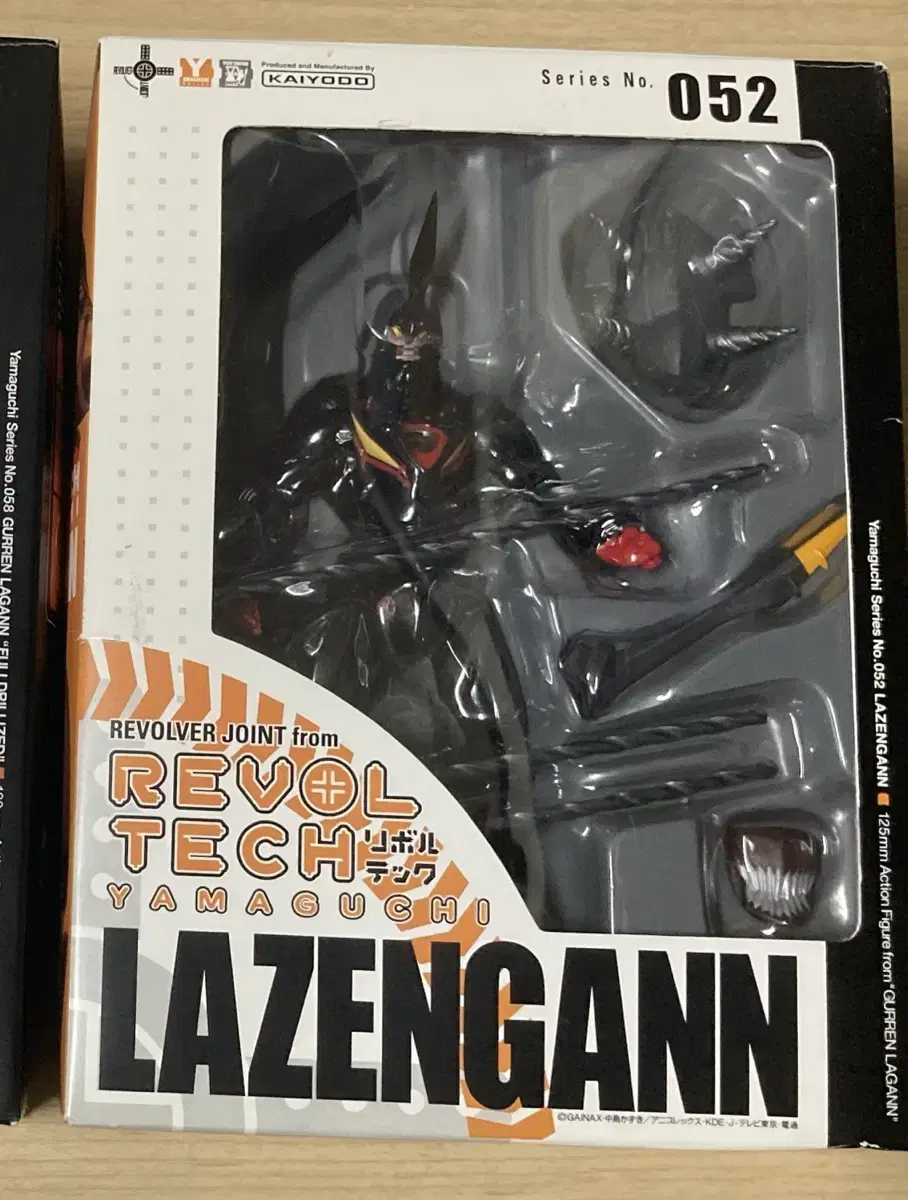 Produced and Manufactured By
KAIYODO
Series No. 052
REVOLVER JOINT from
REVOL
TECH
リボル
テック
YAMAGUCHI
LAZENGANN
©GAINAX・中島かずき/アニプレックス・KDE-J・テレビ東京・電通
Yamaguchi Series No.052 LAZENGANN 125mm Action Figure from"GURREN LAGANN"
Yamaguchi Series No.058 GURREN LAGANN "FULLDRILLIZED"